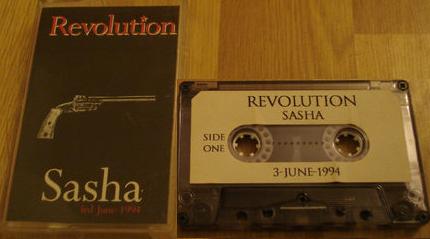 Revolution
Sasha
3rd June 1994
REVOLUTION
SASHA
SIDE
ONE
3-JUNE-1994